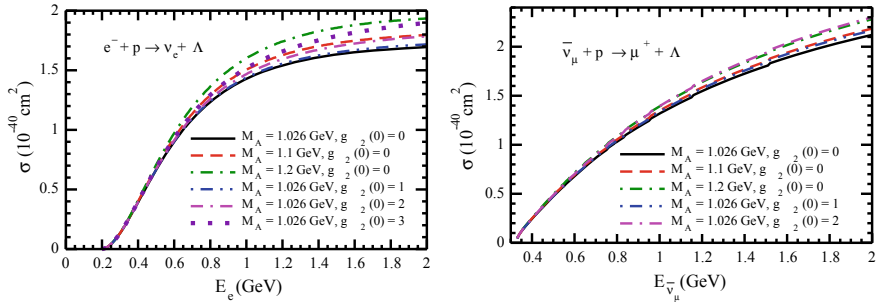 2
1.5
1
0.5
0
σ (10⁻⁴⁰ cm²)
e⁻ + p → νₑ + Λ
M_A = 1.026 GeV, g_2(0) = 0
M_A = 1.1 GeV, g_2(0) = 0
M_A = 1.2 GeV, g_2(0) = 0
M_A = 1.026 GeV, g_2(0) = 1
M_A = 1.026 GeV, g_2(0) = 2
M_A = 1.026 GeV, g_2(0) = 3
0 0.2 0.4 0.6 0.8 1 1.2 1.4 1.6 1.8 2
E_e (GeV)
2.5
2
1.5
1
0.5
0
σ (10⁻⁴⁰ cm²)
ν̅_μ + p → μ⁺ + Λ
M_A = 1.026 GeV, g_2(0) = 0
M_A = 1.1 GeV, g_2(0) = 0
M_A = 1.2 GeV, g_2(0) = 0
M_A = 1.026 GeV, g_2(0) = 1
M_A = 1.026 GeV, g_2(0) = 2
0.4 0.6 0.8 1 1.2 1.4 1.6 1.8 2
E_ν̅_μ (GeV)